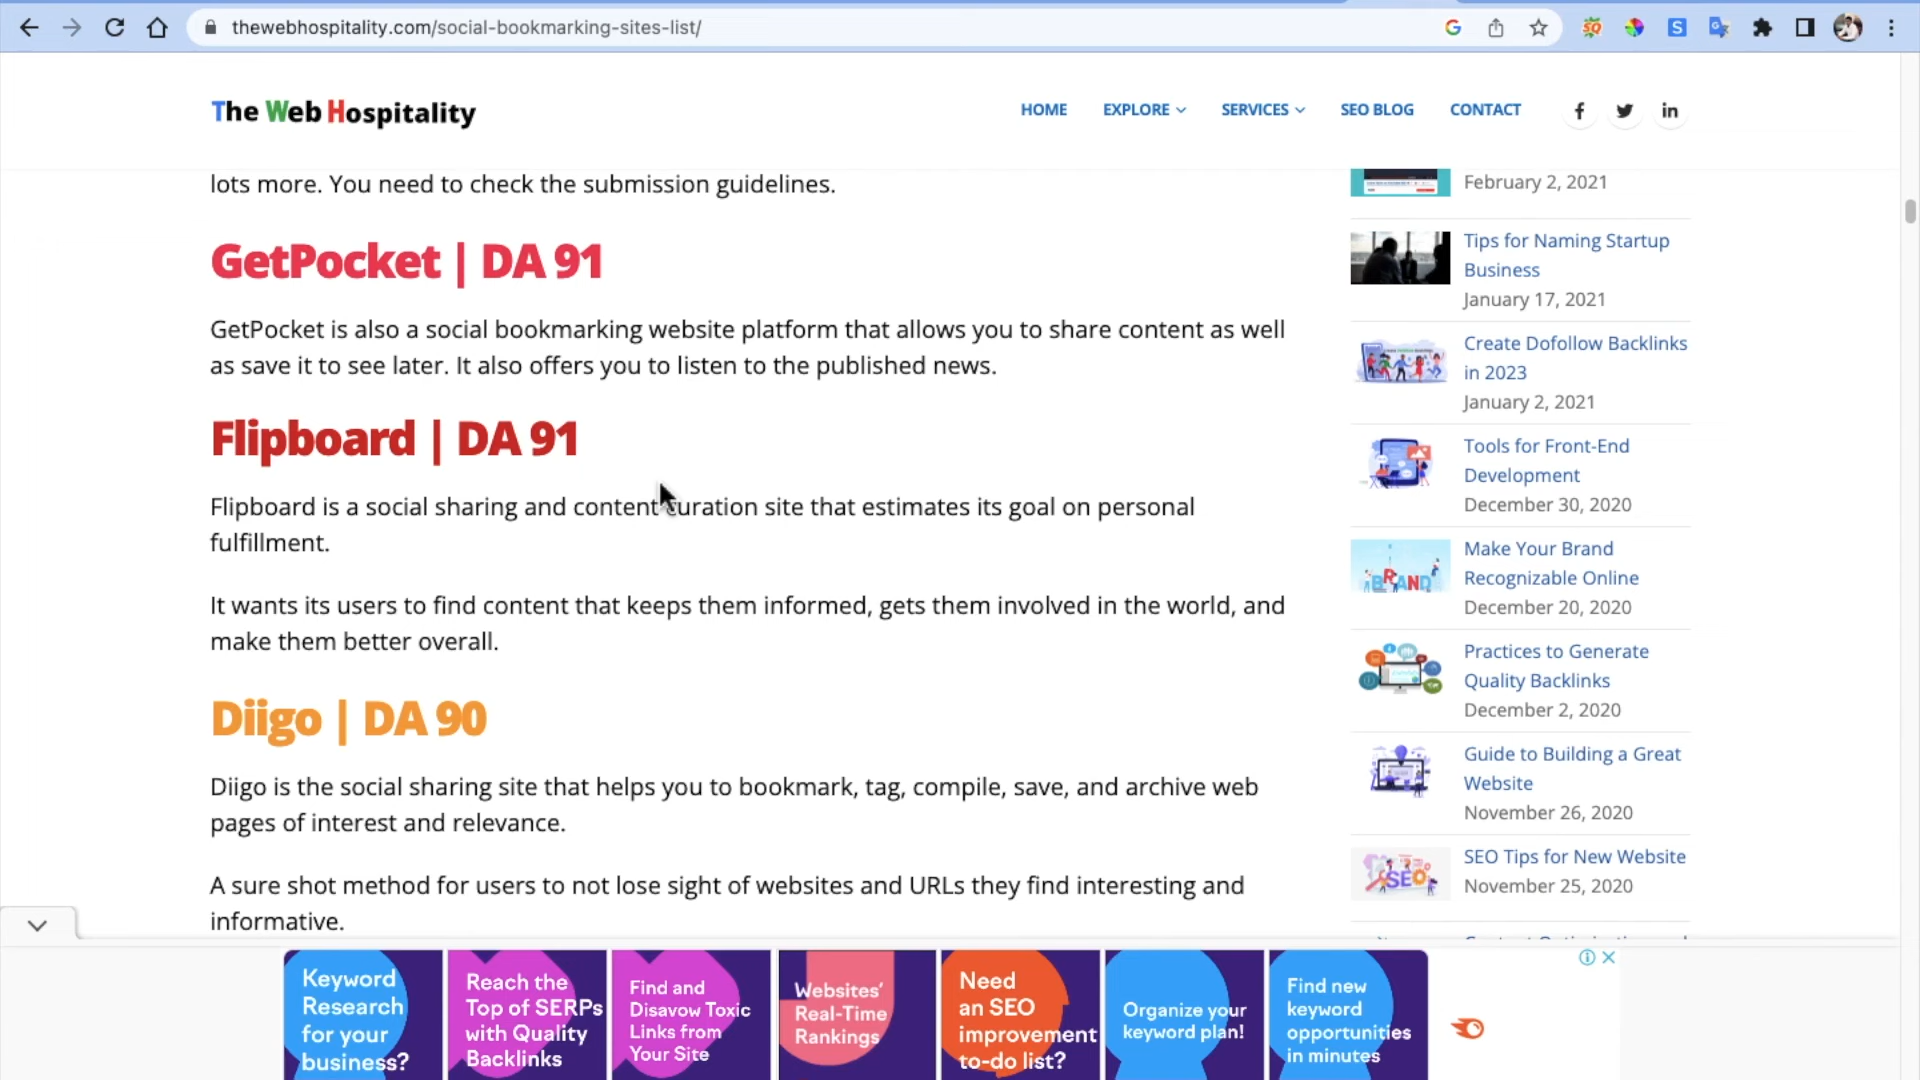 thewebhospitality.com/social-bookmarking-sites-list/
The Web Hospitality
HOME
EXPLORE
SERVICES
SEO BLOG
CONTACT
lots more. You need to check the submission guidelines.
GetPocket | DA 91
GetPocket is also a social bookmarking website platform that allows you to share content as well
as save it to see later. It also offers you to listen to the published news.
Flipboard | DA 91
Flipboard is a social sharing and content curation site that estimates its goal on personal
fulfillment.
It wants its users to find content that keeps them informed, gets them involved in the world, and
make them better overall.
Diigo | DA 90
Diigo is the social sharing site that helps you to bookmark, tag, compile, save, and archive web
pages of interest and relevance.
A sure shot method for users to not lose sight of websites and URLs they find interesting and
informative.
February 2, 2021
Tips for Naming Startup
Business
January 17, 2021
Create Dofollow Backlinks
in 2023
January 2, 2021
Tools for Front-End
Development
December 30, 2020
Make Your Brand
Recognizable Online
December 20, 2020
BRAND
Practices to Generate
Quality Backlinks
December 2, 2020
Guide to Building a Great
Website
November 26, 2020
SEO Tips for New Website
November 25, 2020
SEO
Keyword
Research
for your
business?
Reach the
Top of SERPs
with Quality
Backlinks
Find and
Disavow Toxic
Links from
Your Site
Websites'
Real-Time
Rankings
Need
an SEO
improvement
to-do list?
Organize your
keyword plan!
Find new
keyword
opportunities
in minutes